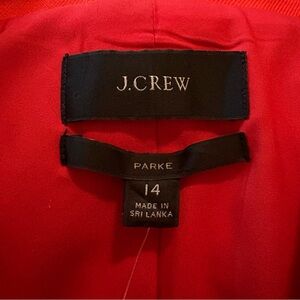 J.CREW
PARKE
14
MADE IN
SRI LANKA